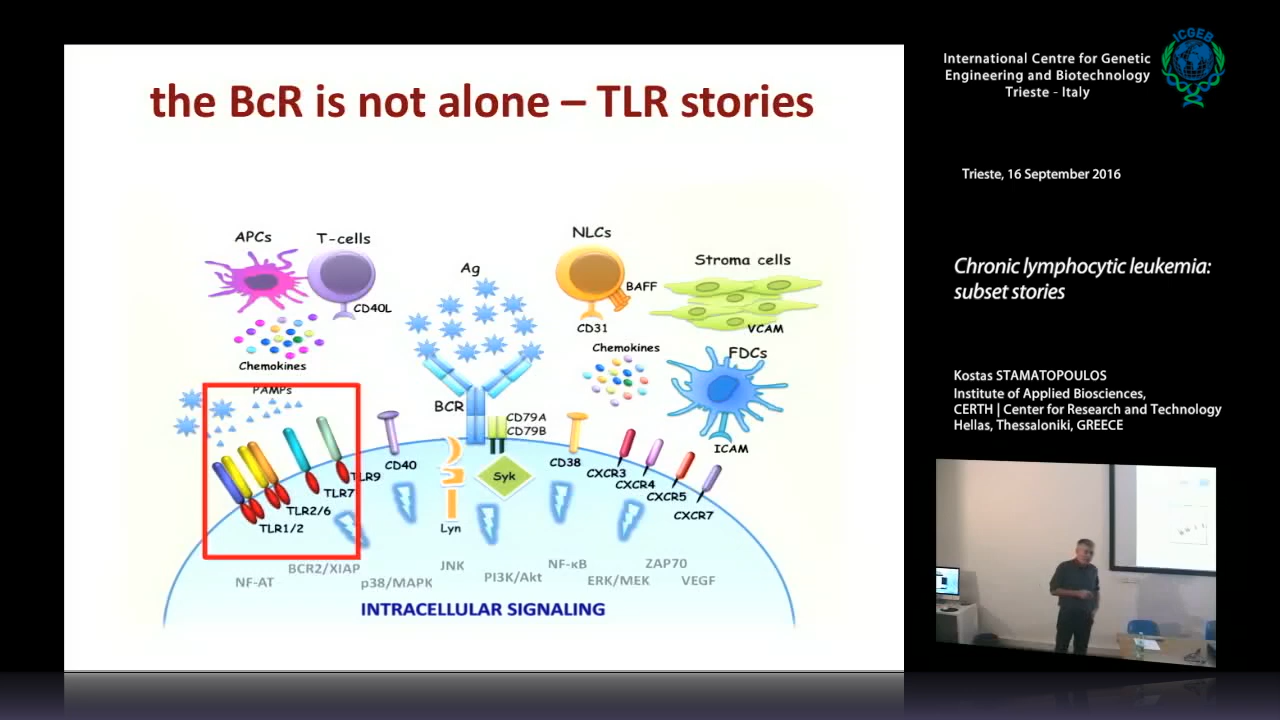 the BcR is not alone – TLR stories
APCs
T-cells
CD40L
Chemokines
PAMPs
Ag
NLCs
BAFF
CD31
Stroma cells
VCAM
Chemokines
FDCs
ICAM
BCR
CD79A
CD79B
CD40
CD38
CXCR3
CXCR4
CXCR5
CXCR7
TLR9
TLR7
TLR2/6
TLR1/2
Syk
Lyn
NF-AT
BCR2/XIAP
p38/MAPK
JNK
PI3K/Akt
NF-κB
ERK/MEK
ZAP70
VEGF
INTRACELLULAR SIGNALING
International Centre for Genetic
Engineering and Biotechnology
Trieste - Italy
ICGEB
Trieste, 16 September 2016
Chronic lymphocytic leukemia:
subset stories
Kostas STAMATOPOULOS
Institute of Applied Biosciences,
CERTH | Center for Research and Technology
Hellas, Thessaloniki, GREECE